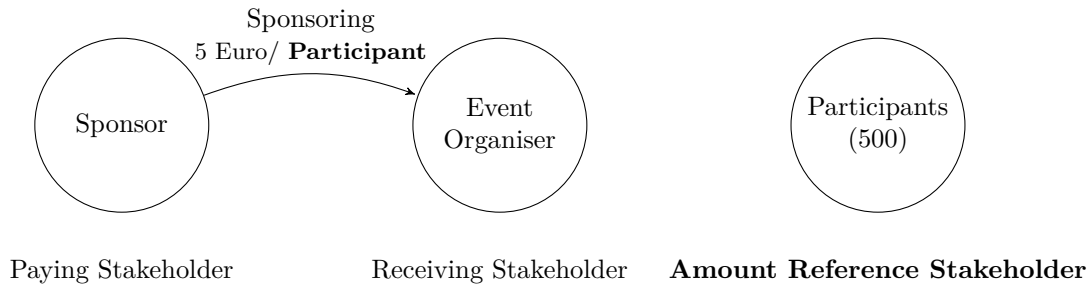 Sponsoring
5 Euro/ Participant
Sponsor
Event
Organiser
Participants
(500)
Paying Stakeholder
Receiving Stakeholder
Amount Reference Stakeholder